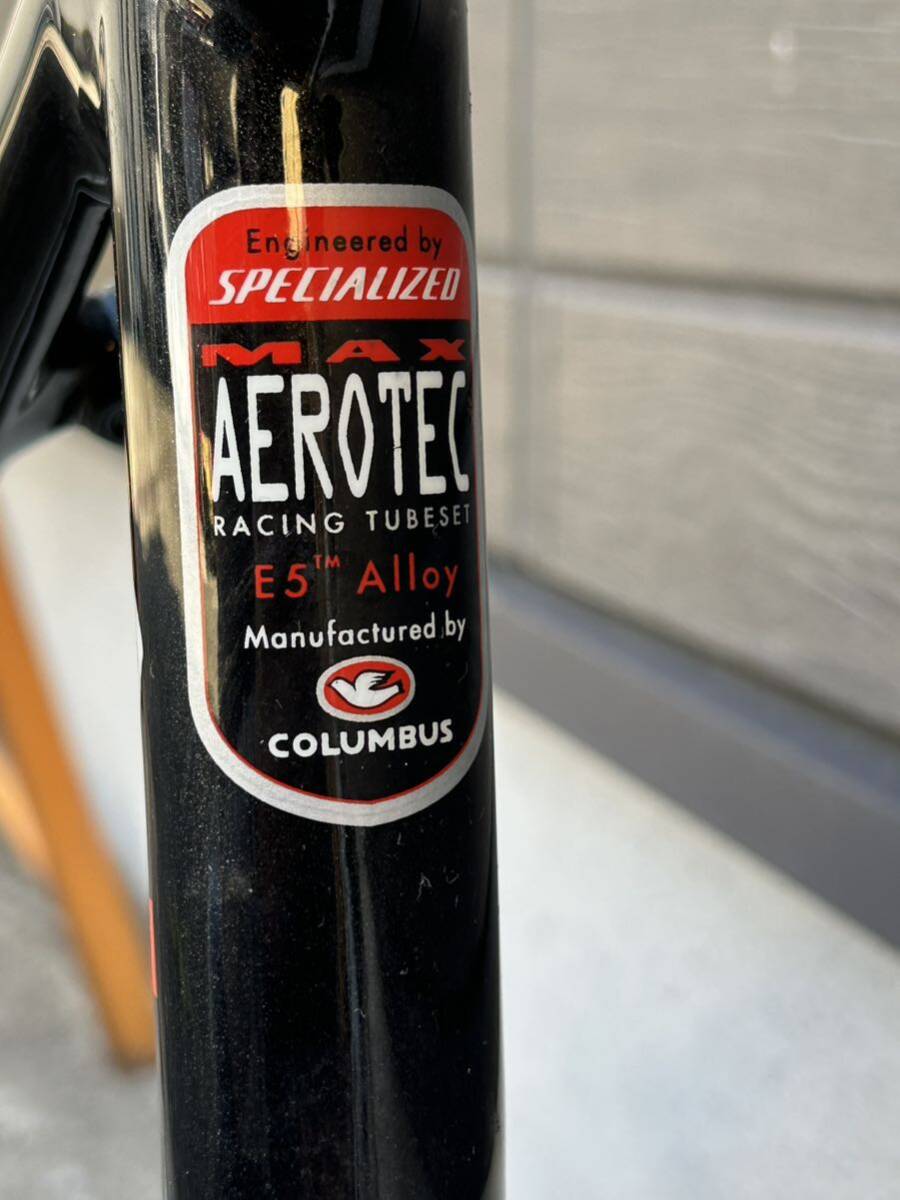 Engineered by
SPECIALIZED
MAX
AEROTEC
RACING TUBESET
E5™ Alloy
Manufactured by
COLUMBUS